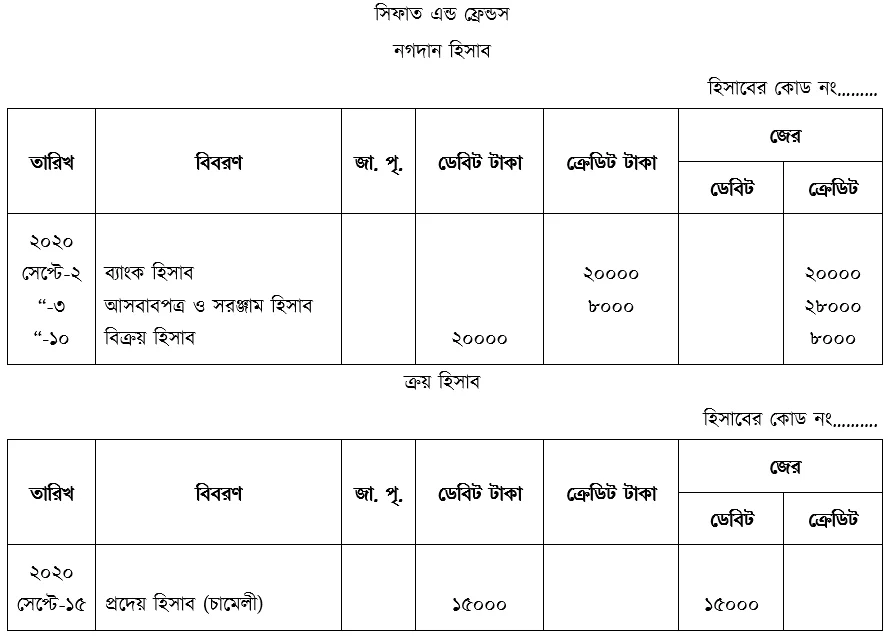 সিফাত এন্ড ফ্রেন্ডস
নগদান হিসাব
হিসাবের কোড নং.........
তারিখ বিবরণ জা. পৃ. ডেবিট টাকা ক্রেডিট টাকা জের
ডেবিট ক্রেডিট
২০২০
সেপ্টে-২ ব্যাংক হিসাব ২০০০০ ২০০০০
“-৩ আসবাবপত্র ও সরঞ্জাম হিসাব ৮০০০ ২৮০০০
“-১০ বিক্রয় হিসাব ২০০০০ ৮০০০
ক্রয় হিসাব
হিসাবের কোড নং..........
তারিখ বিবরণ জা. পৃ. ডেবিট টাকা ক্রেডিট টাকা জের
ডেবিট ক্রেডিট
২০২০
সেপ্টে-১৫ প্রদেয় হিসাব (চামেলী) ১৫০০০ ১৫০০০